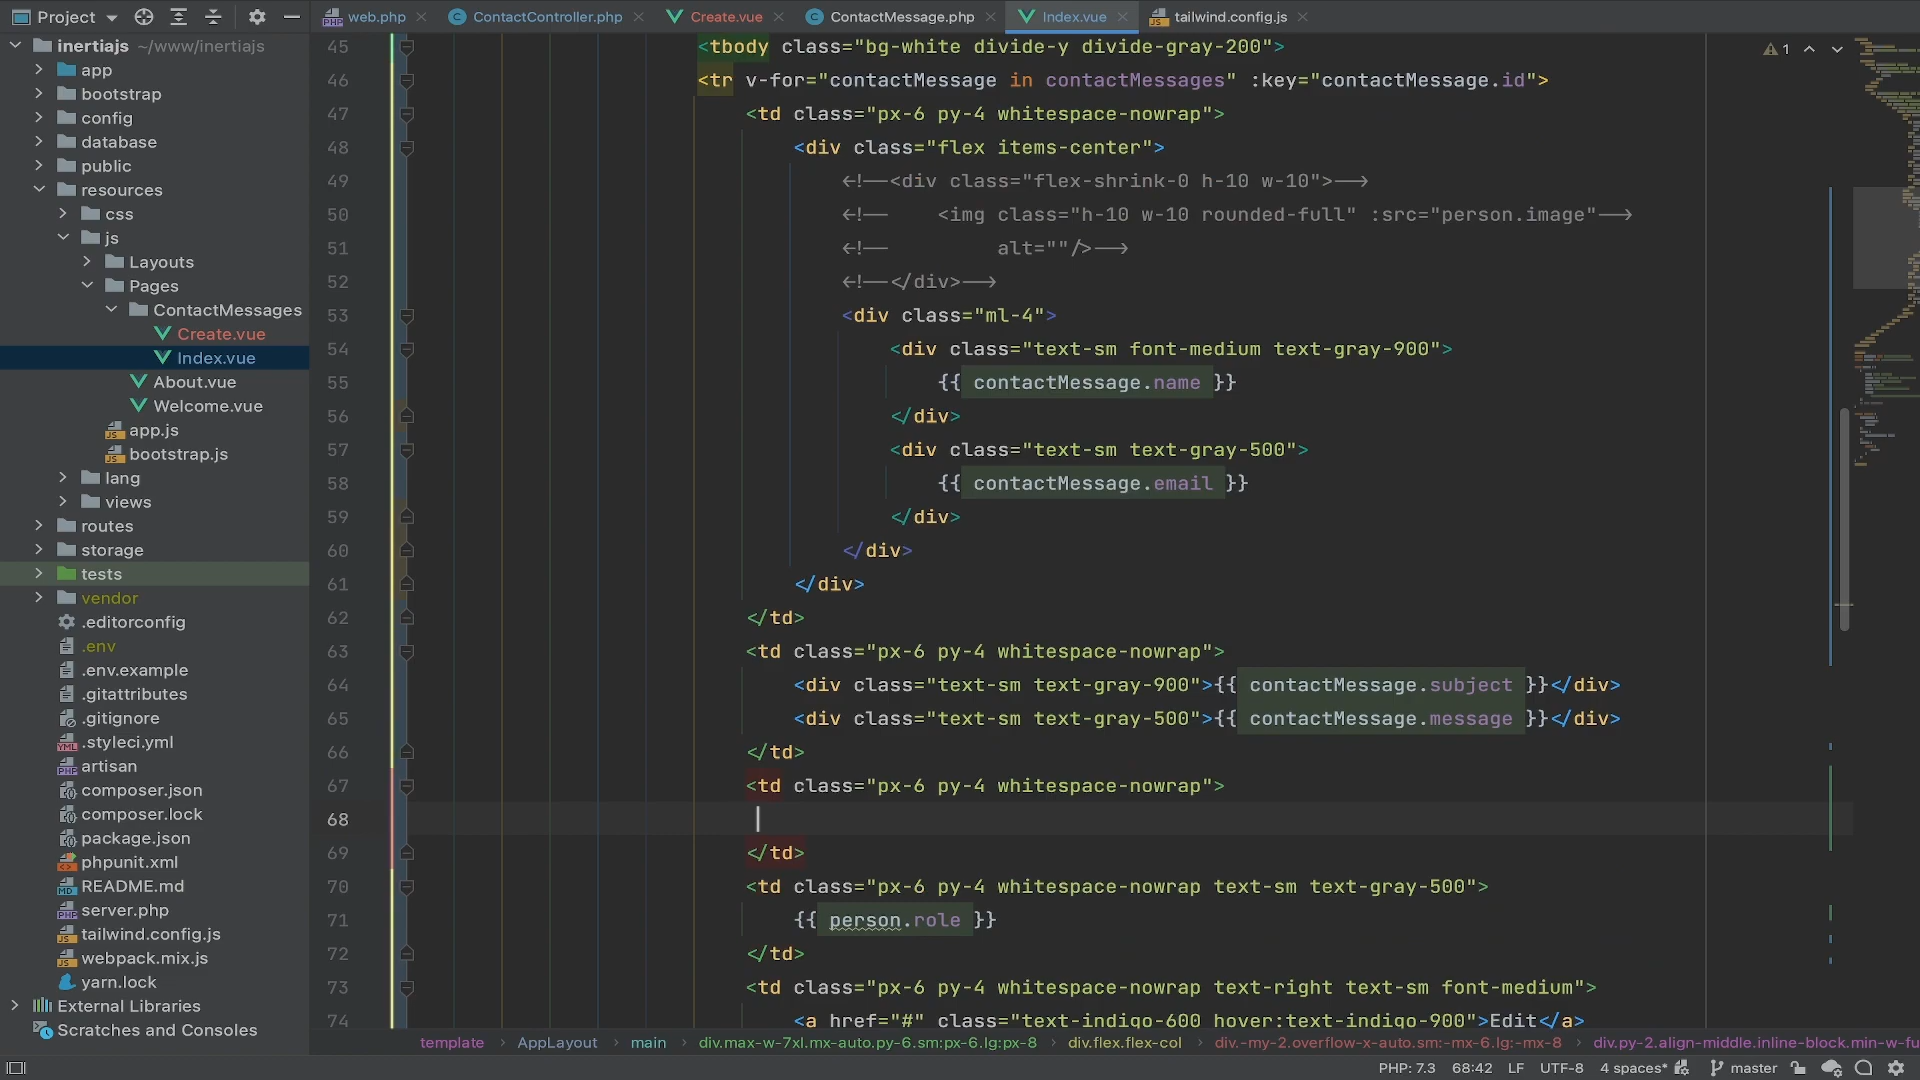 Project
web.php
ContactController.php
Create.vue
ContactMessage.php
Index.vue
tailwind.config.js
inertiajs ~/www/inertiajs
app
bootstrap
config
database
public
resources
css
js
Layouts
Pages
ContactMessages
Create.vue
Index.vue
About.vue
Welcome.vue
app.js
bootstrap.js
lang
views
routes
storage
tests
vendor
.editorconfig
.env
.env.example
.gitattributes
.gitignore
.styleci.yml
artisan
composer.json
composer.lock
package.json
phpunit.xml
README.md
server.php
tailwind.config.js
webpack.mix.js
yarn.lock
External Libraries
Scratches and Consoles
1
45 <tbody class="bg-white divide-y divide-gray-200">
46 <tr v-for="contactMessage in contactMessages" :key="contactMessage.id">
47 <td class="px-6 py-4 whitespace-nowrap">
48 <div class="flex items-center">
49 <!--<div class="flex-shrink-0 h-10 w-10">-->
50 <!-- <img class="h-10 w-10 rounded-full" :src="person.image"-->
51 <!-- alt=""/>-->
52 <!--</div>-->
53 <div class="ml-4">
54 <div class="text-sm font-medium text-gray-900">
55 {{ contactMessage.name }}
56 </div>
57 <div class="text-sm text-gray-500">
58 {{ contactMessage.email }}
59 </div>
60 </div>
61 </div>
62 </td>
63 <td class="px-6 py-4 whitespace-nowrap">
64 <div class="text-sm text-gray-900">{{ contactMessage.subject }}</div>
65 <div class="text-sm text-gray-500">{{ contactMessage.message }}</div>
66 </td>
67 <td class="px-6 py-4 whitespace-nowrap">
68
69 </td>
70 <td class="px-6 py-4 whitespace-nowrap text-sm text-gray-500">
71 {{ person.role }}
72 </td>
73 <td class="px-6 py-4 whitespace-nowrap text-right text-sm font-medium">
74 <a href="#" class="text-indigo-600 hover:text-indigo-900">Edit</a>
template › AppLayout › main › div.max-w-7xl.mx-auto.py-6.sm:px-6.lg:px-8 › div.flex.flex-col › div.-my-2.overflow-x-auto.sm:-mx-6.lg:-mx-8 › div.py-2.align-middle.inline-block.min-w-fu
PHP: 7.3 68:42 LF UTF-8 4 spaces* master